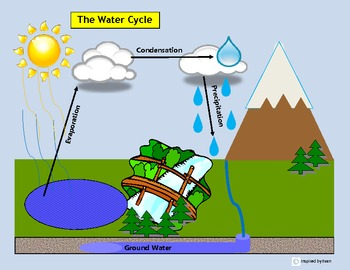 The Water Cycle
Condensation
Evaporation
Precipitation
Ground Water